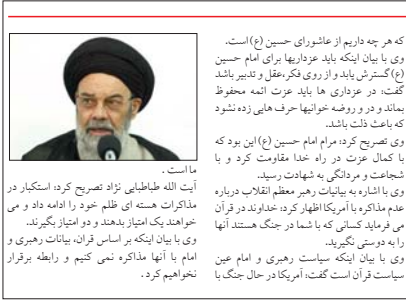 که هر چه داریم از عاشورای حسین (ع) است.
وی با بیان اینکه باید عزداریها برای امام حسین
(ع) گسترش یابد و از روی فکر، عقل و تدبیر باشد
گفت: در عزداری ها باید عزت ائمه محفوظ
بماند و در و روضه خوانیها حرف هایی زده نشود
که باعث ذلت باشد.
وی تصریح کرد: مرام امام حسین (ع) این بود که
با کمال عزت در راه خدا مقاومت کرد و با
شجاعت و مردانگی به شهادت رسید.
وی با اشاره به بیانیات رهبر معظم انقلاب درباره
عدم مذاکره با آمریکا اظهار کرد: خداوند در قرآن
می فرماید کسانی که با شما در جنگ هستند آنها
را به دوستی نگیرید.
وی با بیان اینکه سیاست رهبری و امام عین
سیاست قرآن است گفت: آمریکا در حال جنگ با
ما است .
آیت الله طباطبایی نژاد تصریح کرد: استکبار در
مذاکرات هسته ای ظلم خود را ادامه داد و می
خواهند یک امتیاز بدهند و دو امتیاز بگیرند.
وی با بیان اینکه بر اساس قران، بیانات رهبری و
امام با آنها مذاکره نمی کنیم و رابطه برقرار
نخواهیم کرد .